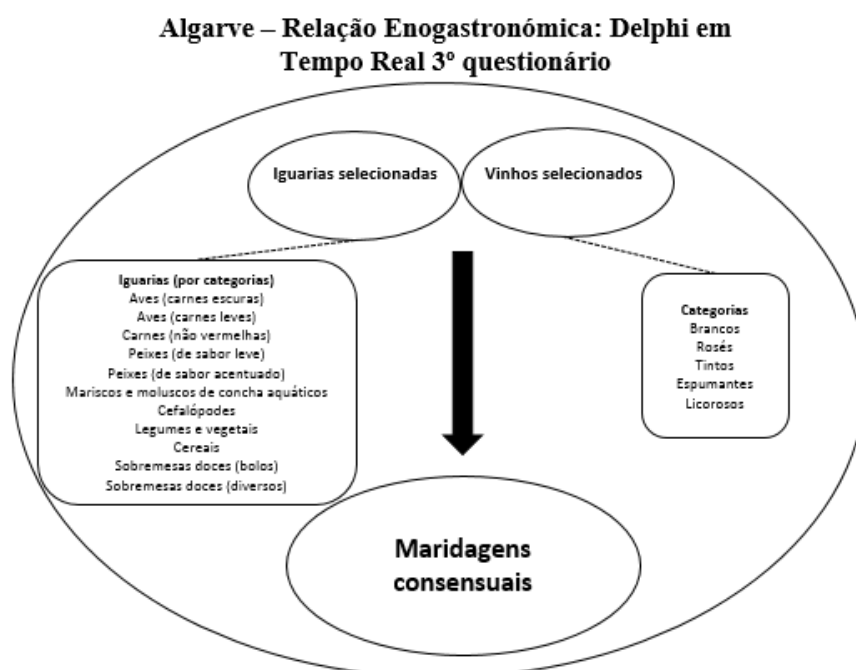 Algarve – Relação Enogastronómica: Delphi em
Tempo Real 3º questionário
Iguarias selecionadas
Vinhos selecionados
Iguarias (por categorias)
Aves (carnes escuras)
Aves (carnes leves)
Carnes (não vermelhas)
Peixes (de sabor leve)
Peixes (de sabor acentuado)
Mariscos e moluscos de concha aquáticos
Cefalópodes
Legumes e vegetais
Cereais
Sobremesas doces (bolos)
Sobremesas doces (diversos)
Categorias
Brancos
Rosés
Tintos
Espumantes
Licorosos
Maridagens
consensuais